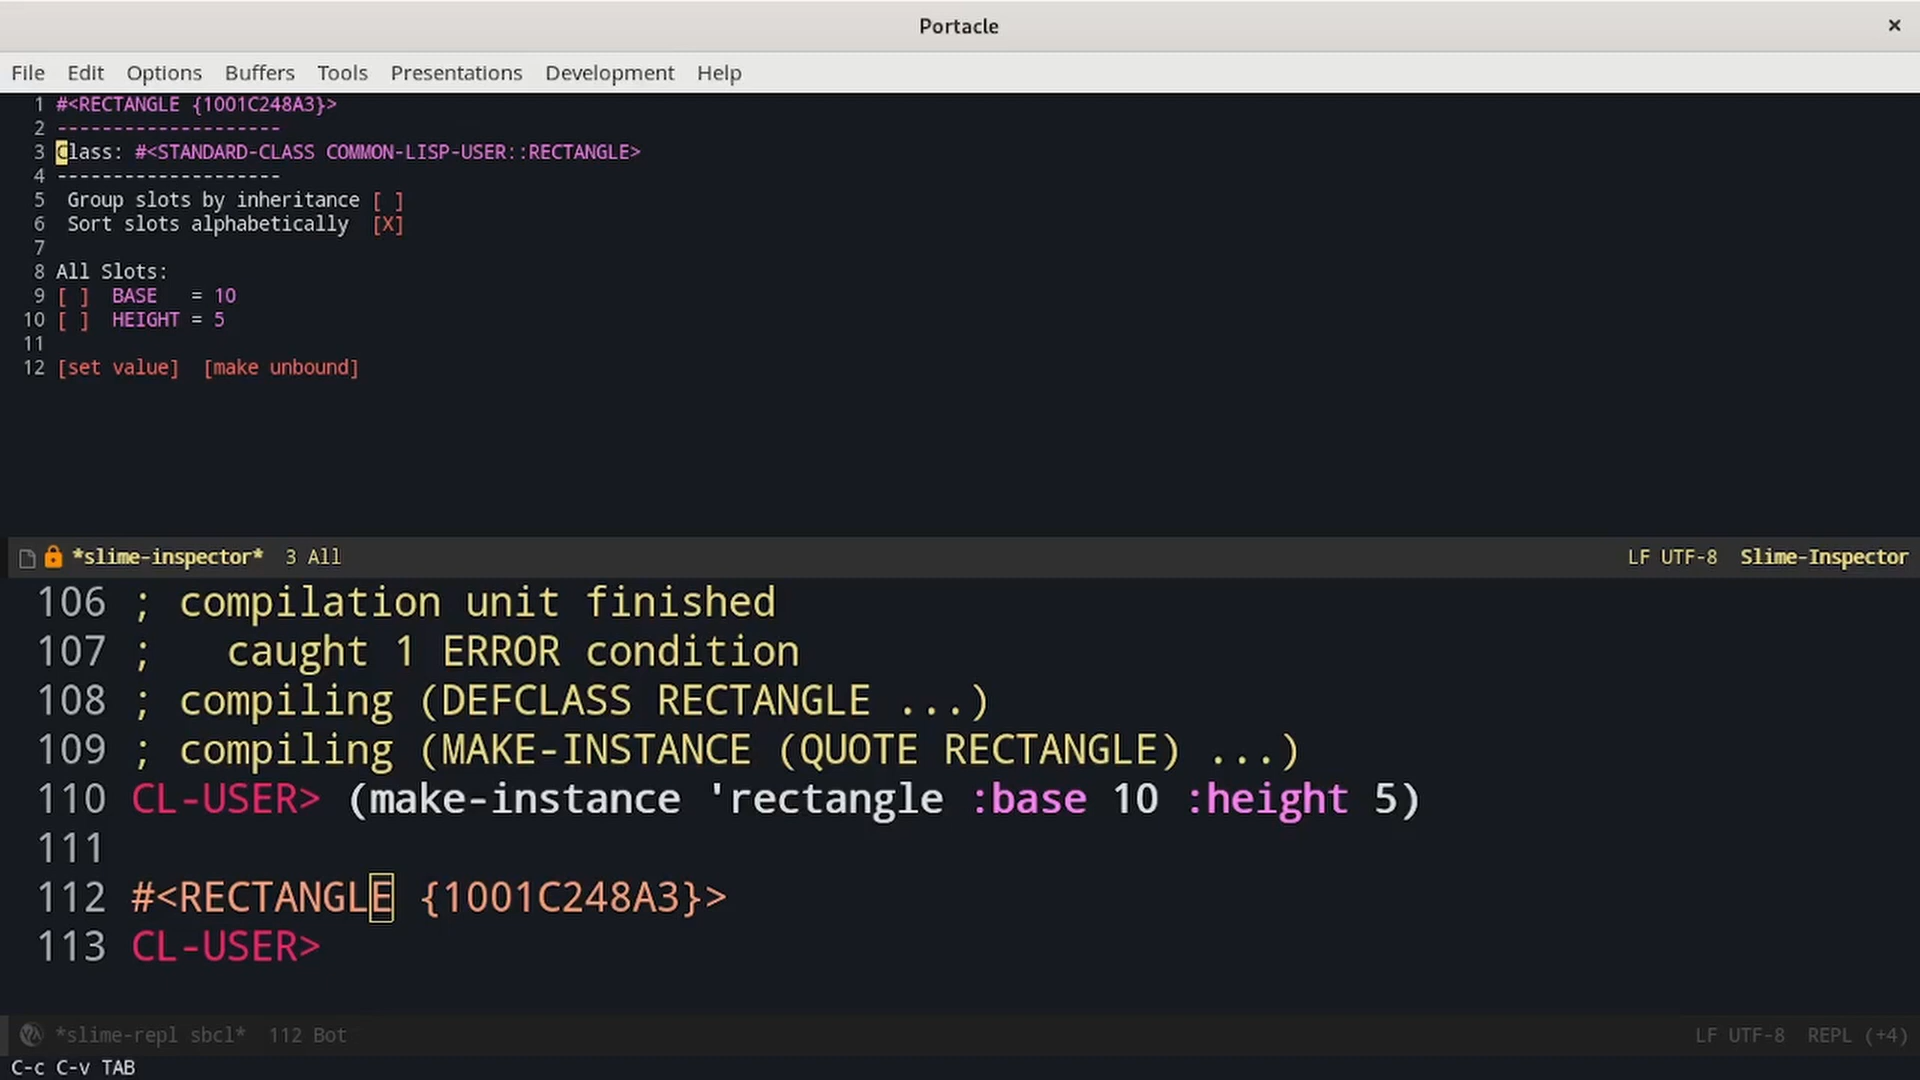 Portacle ×
File Edit Options Buffers Tools Presentations Development Help
1 #<RECTANGLE {1001C248A3}>
2 --------------------
3 Class: #<STANDARD-CLASS COMMON-LISP-USER::RECTANGLE>
4 --------------------
5  Group slots by inheritance [ ]
6  Sort slots alphabetically  [X]
7
8 All Slots:
9 [ ]  BASE   = 10
10 [ ]  HEIGHT = 5
11
12 [set value]  [make unbound]
*slime-inspector*  3 All LF UTF-8  Slime-Inspector
106 ; compilation unit finished
107 ;   caught 1 ERROR condition
108 ; compiling (DEFCLASS RECTANGLE ...)
109 ; compiling (MAKE-INSTANCE (QUOTE RECTANGLE) ...)
110 CL-USER> (make-instance 'rectangle :base 10 :height 5)
111
112 #<RECTANGLE {1001C248A3}>
113 CL-USER>
*slime-repl sbcl*  112 Bot LF UTF-8  REPL (+4)
C-c C-v TAB